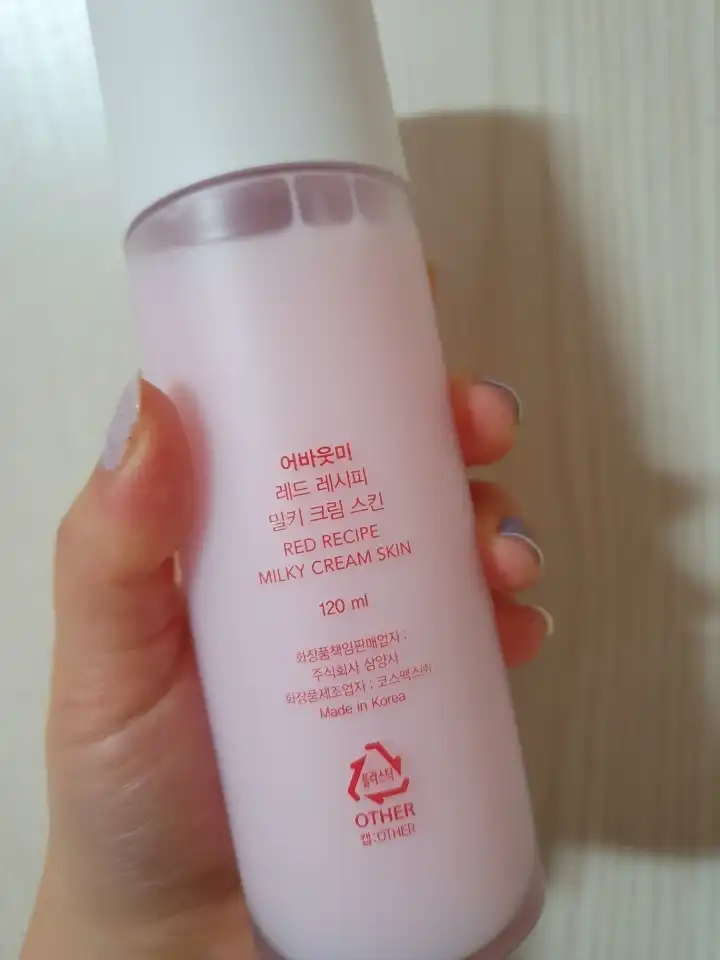 어바웃미
레드 레시피
밀키 크림 스킨
RED RECIPE
MILKY CREAM SKIN
120 ml
화장품책임판매업자 :
주식회사 삼양사
화장품제조업자 : 코스맥스㈜
Made in Korea
플라스틱
OTHER
캡:OTHER